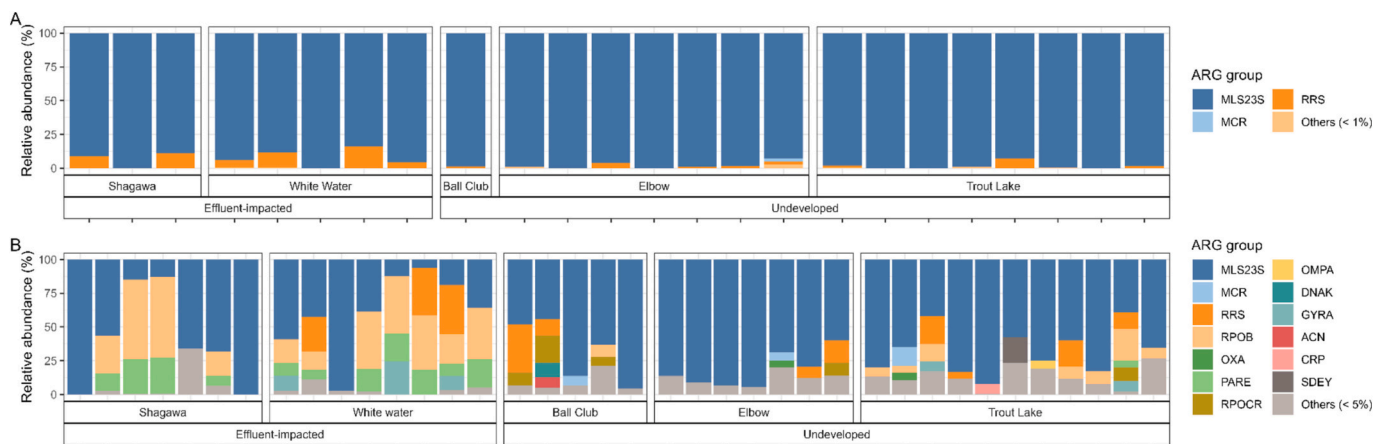 A
Relative abundance (%)
100
75
50
25
0
Shagawa White Water Ball Club Elbow Trout Lake
Effluent-impacted Undeveloped
ARG group
MLS23S RRS
MCR Others (< 1%)
B
Relative abundance (%)
100
75
50
25
0
Shagawa White water Ball Club Elbow Trout Lake
Effluent-impacted Undeveloped
ARG group
MLS23S OMPA
MCR DNAK
RRS GYRA
RPOB ACN
OXA CRP
PARE SDEY
RPOCR Others (< 5%)